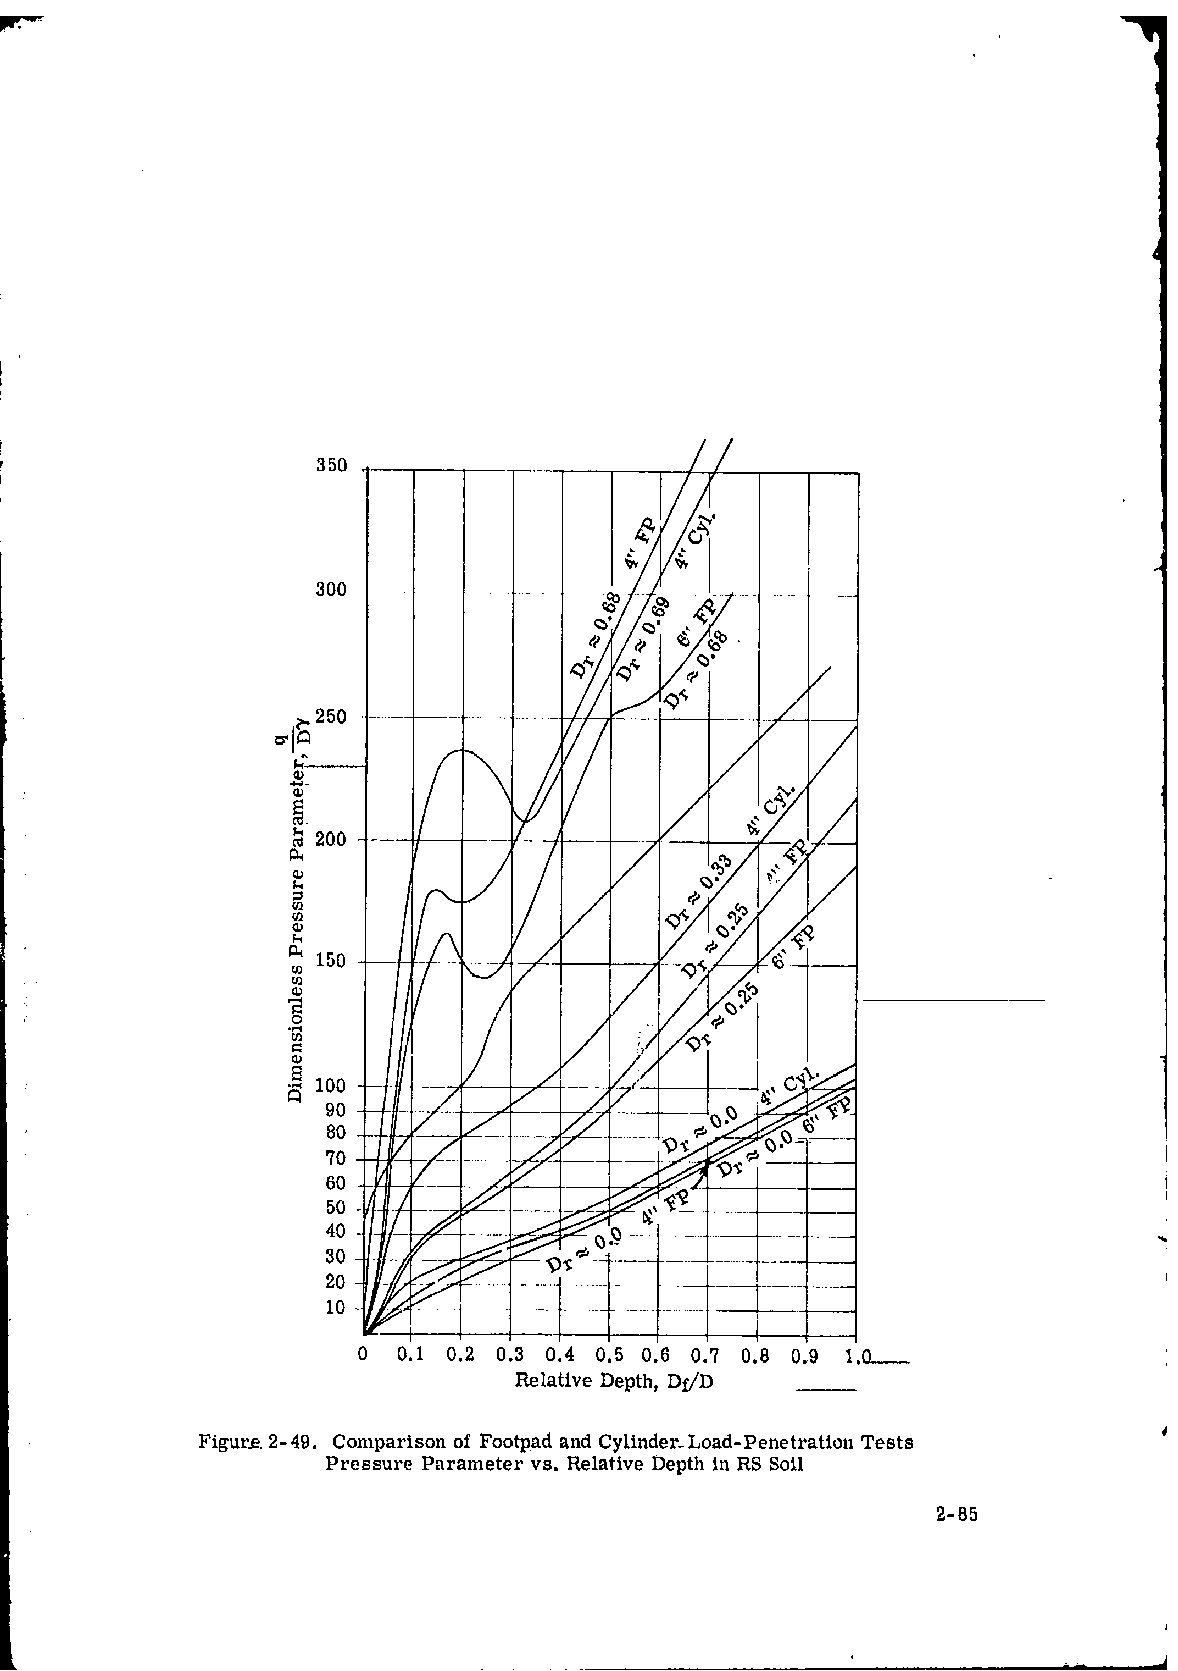 350
300
250
200
150
100
90
80
70
60
50
40
30
20
10
Dimensionless Pressure Parameter, q/Dγ
4" FP
Dr ≈ 0.68
4" Cyl.
Dr ≈ 0.69
6" FP
Dr ≈ 0.68
4" Cyl.
Dr ≈ 0.33
4" FP
Dr ≈ 0.25
6" FP
Dr ≈ 0.25
Dr ≈ 0.0 4" Cyl.
Dr ≈ 0.0 6" FP
Dr ≈ 0.0 4" FP
0 0.1 0.2 0.3 0.4 0.5 0.6 0.7 0.8 0.9 1.0
Relative Depth, Df/D
Figure 2-49. Comparison of Footpad and Cylinder Load-Penetration Tests
Pressure Parameter vs. Relative Depth in RS Soil
2-85